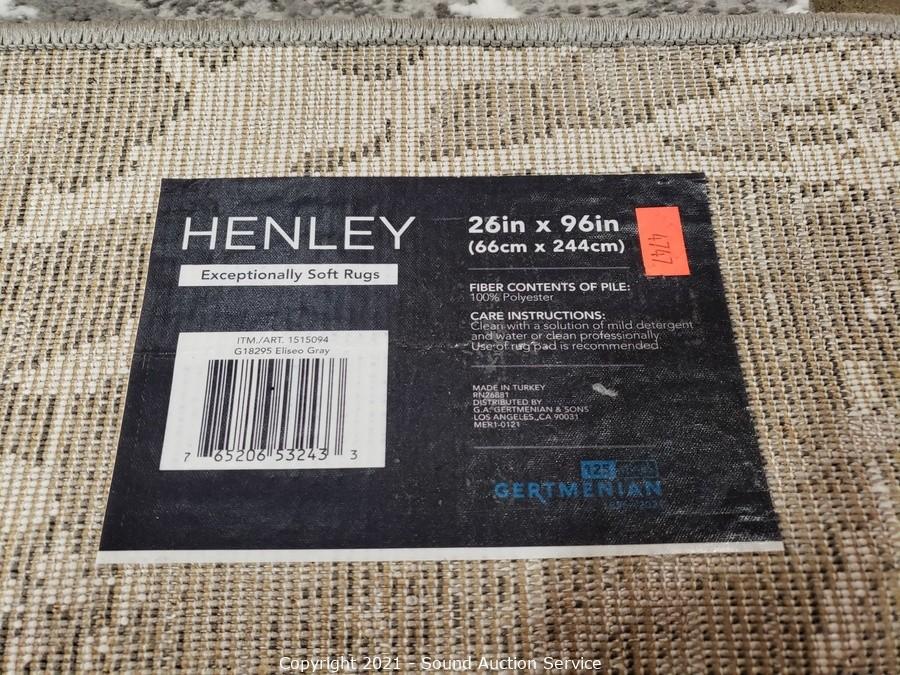 HENLEY
Exceptionally Soft Rugs
ITM./ART. 1515094
G18295 Eliseo Gray
7 65206 53243 3
26in x 96in
(66cm x 244cm)
4747
FIBER CONTENTS OF PILE:
100% Polyester
CARE INSTRUCTIONS:
Clean with a solution of mild detergent
and water or clean professionally.
Use of rug pad is recommended.
MADE IN TURKEY
RN26881
DISTRIBUTED BY
G.A. GERTMENIAN & SONS
LOS ANGELES, CA 90031
MER1-0121
125
GERTMENIAN
Copyright 2021 - Sound Auction Service